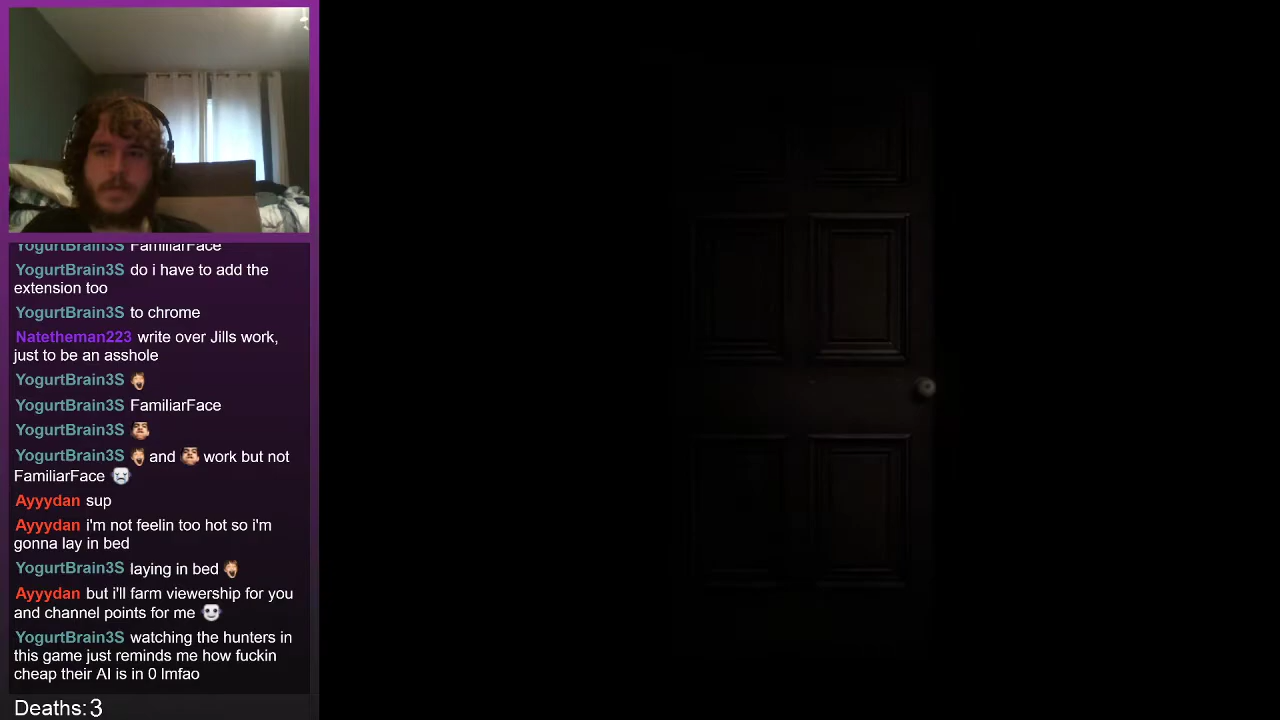 YogurtBrain3S FamiliarFace
YogurtBrain3S do i have to add the
extension too
YogurtBrain3S to chrome
Natetheman223 write over Jills work,
just to be an asshole
YogurtBrain3S
YogurtBrain3S FamiliarFace
YogurtBrain3S
YogurtBrain3S and work but not
FamiliarFace
Ayyydan sup
Ayyydan i'm not feelin too hot so i'm
gonna lay in bed
YogurtBrain3S laying in bed
Ayyydan but i'll farm viewership for you
and channel points for me
YogurtBrain3S watching the hunters in
this game just reminds me how fuckin
cheap their AI is in 0 lmfao
Deaths:3